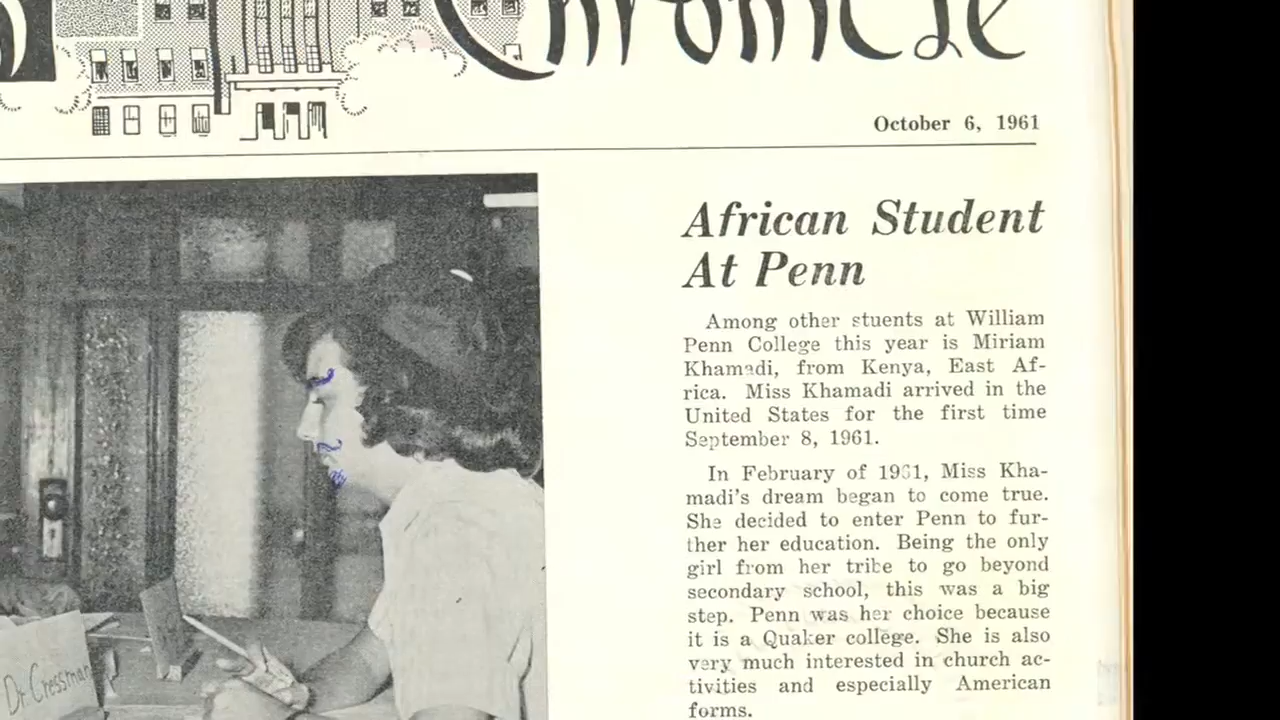 Chronicle
October 6, 1961
African Student
At Penn
Among other stuents at William
Penn College this year is Miriam
Khamadi, from Kenya, East Af-
rica. Miss Khamadi arrived in the
United States for the first time
September 8, 1961.
In February of 1961, Miss Kha-
madi's dream began to come true.
She decided to enter Penn to fur-
ther her education. Being the only
girl from her tribe to go beyond
secondary school, this was a big
step. Penn was her choice because
it is a Quaker college. She is also
very much interested in church ac-
tivities and especially American
forms.
Dr. Cressman